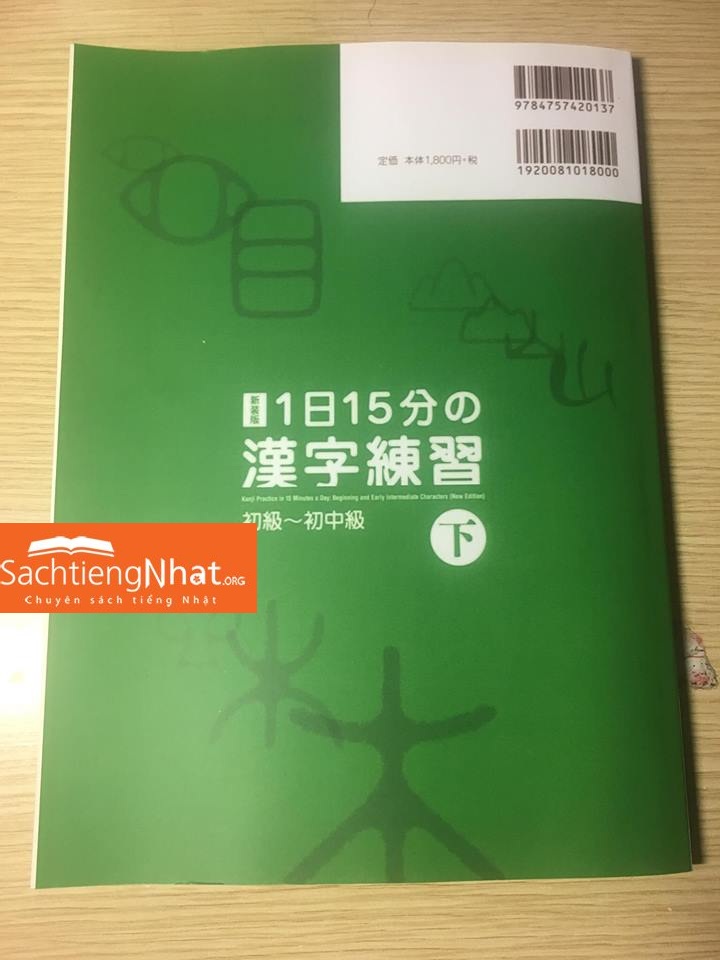 9784757420137
定価 本体1,800円+税
1920081018000
新装版 1日15分の
漢字練習
Kanji Practice in 15 Minutes a Day: Beginning and Early Intermediate Characters (New Edition)
初級～初中級 下
SachtiengNhat.ORG
Chuyên sách tiếng Nhật